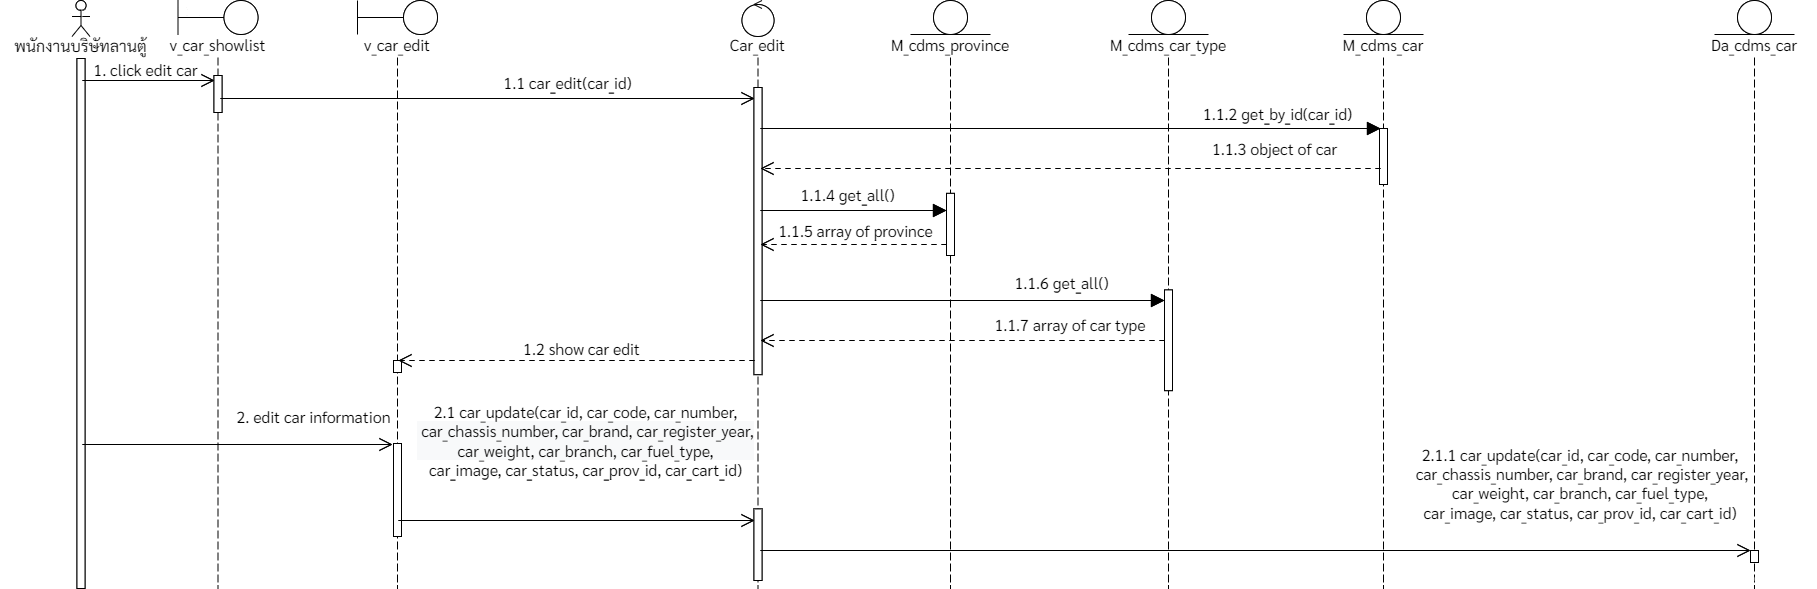 พนักงานบริษัทลานตู้
v_car_showlist
v_car_edit
Car_edit
M_cdms_province
M_cdms_car_type
M_cdms_car
Da_cdms_car
1. click edit car
1.1 car_edit(car_id)
1.1.2 get_by_id(car_id)
1.1.3 object of car
1.1.4 get_all()
1.1.5 array of province
1.1.6 get_all()
1.1.7 array of car type
1.2 show car edit
2. edit car information
2.1 car_update(car_id, car_code, car_number,
car_chassis_number, car_brand, car_register_year,
car_weight, car_branch, car_fuel_type,
car_image, car_status, car_prov_id, car_cart_id)
2.1.1 car_update(car_id, car_code, car_number,
car_chassis_number, car_brand, car_register_year,
car_weight, car_branch, car_fuel_type,
car_image, car_status, car_prov_id, car_cart_id)